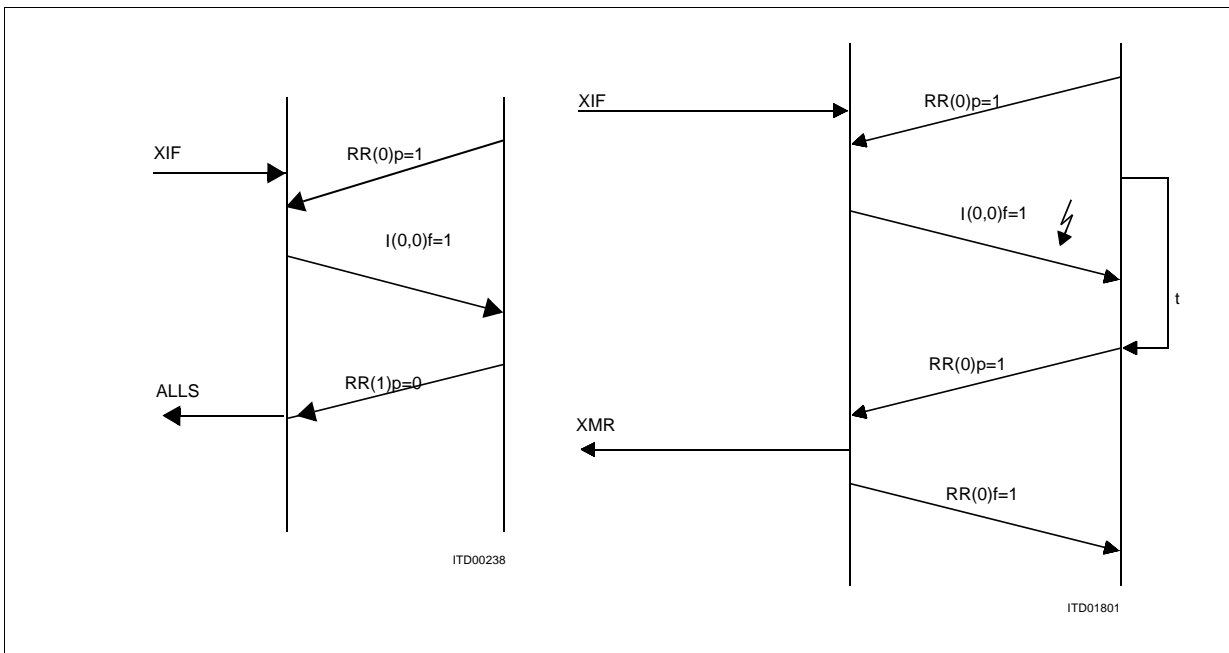 XIF
RR(0)p=1
I(0,0)f=1
RR(1)p=0
ALLS
ITD00238
XIF
RR(0)p=1
I(0,0)f=1
t
RR(0)p=1
XMR
RR(0)f=1
ITD01801